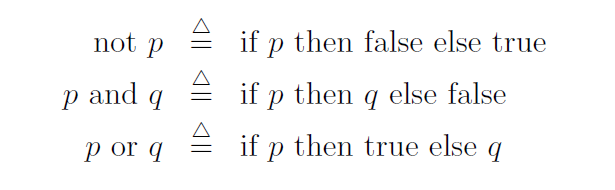 not p ≜ if p then false else true
p and q ≜ if p then q else false
p or q ≜ if p then true else q